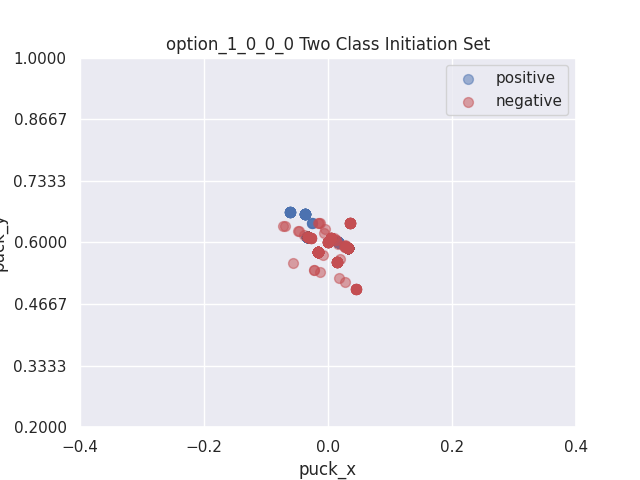 option_1_0_0_0 Two Class Initiation Set
1.0000
0.8667
0.7333
0.6000
0.4667
0.3333
0.2000
puck_y
positive
negative
−0.4
−0.2
0.0
0.2
0.4
puck_x